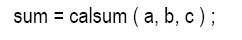 sum = calsum ( a, b, c ) ;